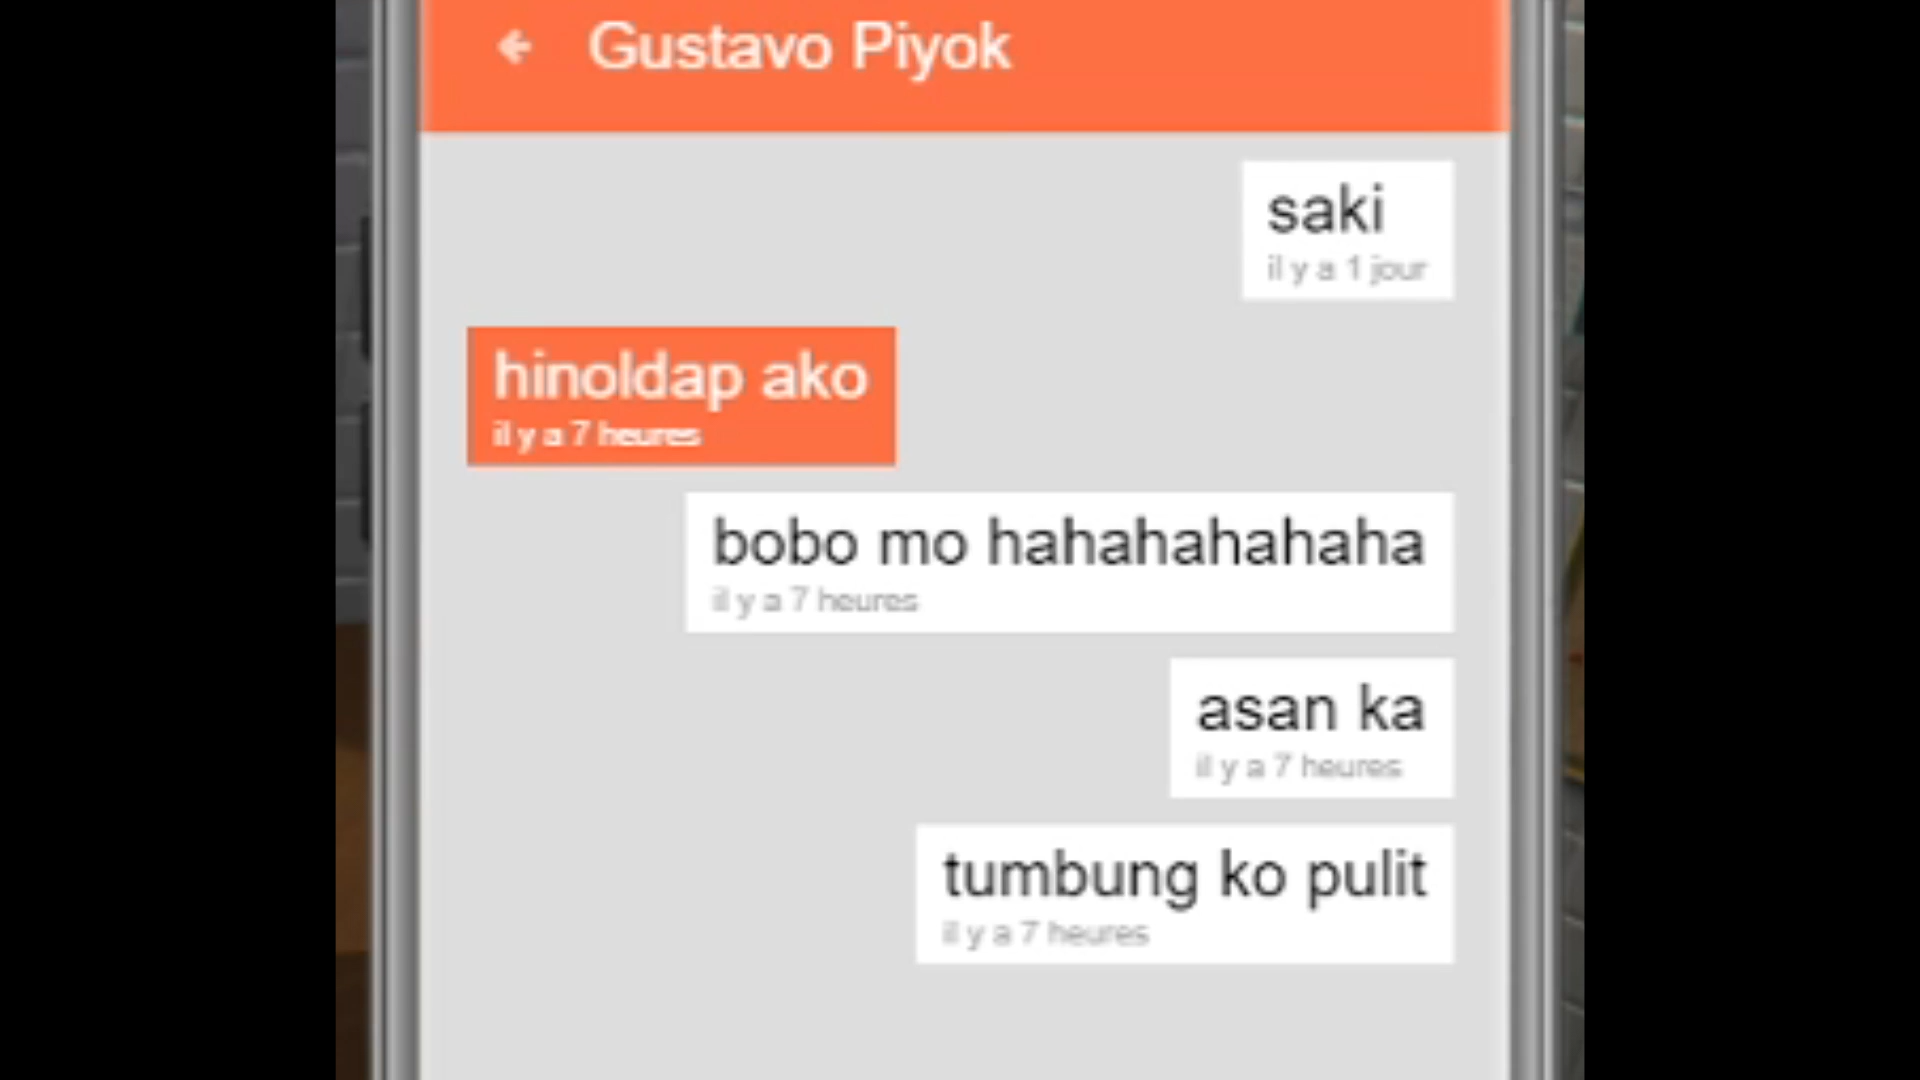 Gustavo Piyok
saki
il y a 1 jour
hinoldap ako
il y a 7 heures
bobo mo hahahahahaha
il y a 7 heures
asan ka
il y a 7 heures
tumbung ko pulit
il y a 7 heures